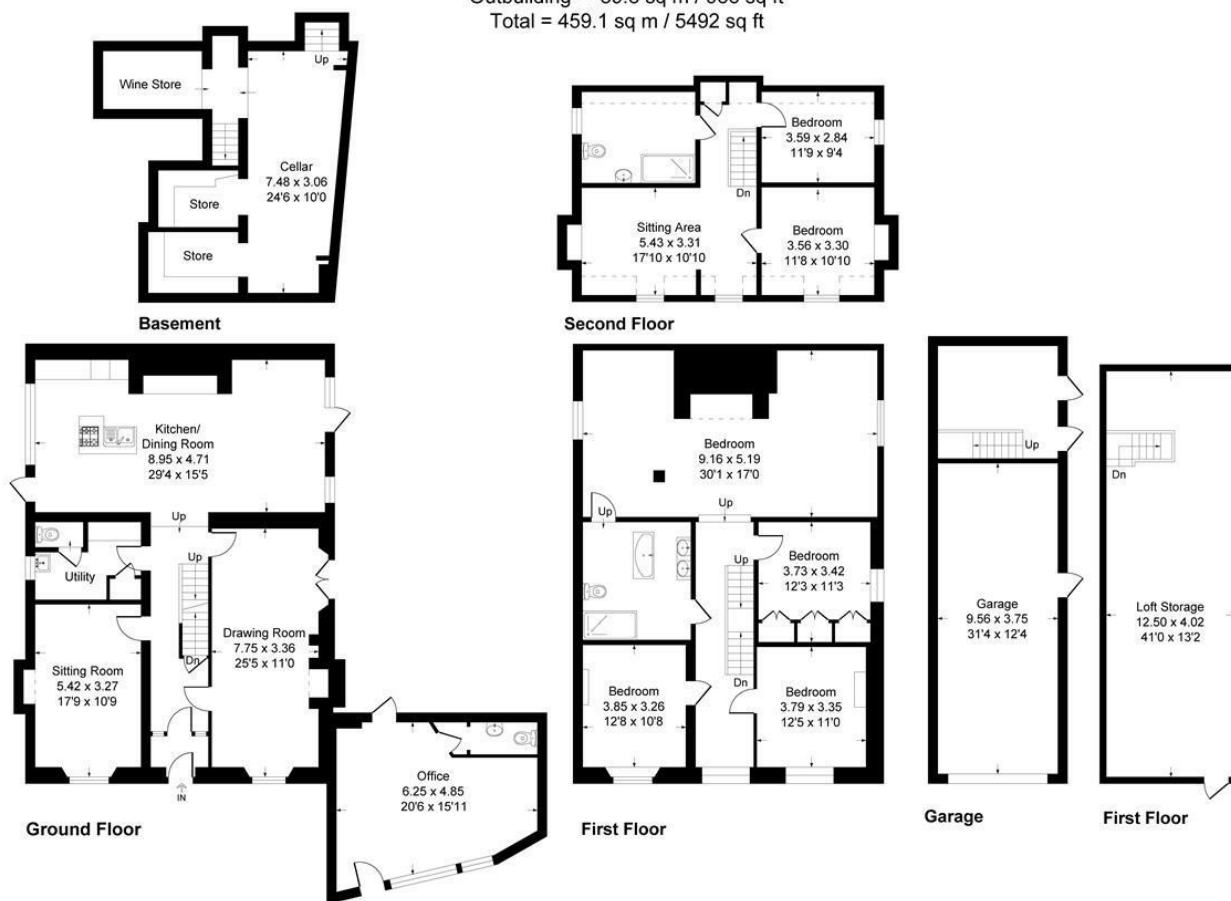 Total = 459.1 sq m / 5492 sq ft
Up
Wine Store
Cellar
7.48 x 3.06
24'6 x 10'0
Store
Store
Basement
Bedroom
3.59 x 2.84
11'9 x 9'4
Dn
Sitting Area
5.43 x 3.31
17'10 x 10'10
Bedroom
3.56 x 3.30
11'8 x 10'10
Second Floor
Kitchen/
Dining Room
8.95 x 4.71
29'4 x 15'5
Up
Up
Utility
Drawing Room
7.75 x 3.36
25'5 x 11'0
Dn
Sitting Room
5.42 x 3.27
17'9 x 10'9
IN
Office
6.25 x 4.85
20'6 x 15'11
Ground Floor
Bedroom
9.16 x 5.19
30'1 x 17'0
Up
Up
Up
Bedroom
3.73 x 3.42
12'3 x 11'3
Dn
Bedroom
3.85 x 3.26
12'8 x 10'8
Bedroom
3.79 x 3.35
12'5 x 11'0
First Floor
Up
Garage
9.56 x 3.75
31'4 x 12'4
Garage
Dn
Loft Storage
12.50 x 4.02
41'0 x 13'2
First Floor